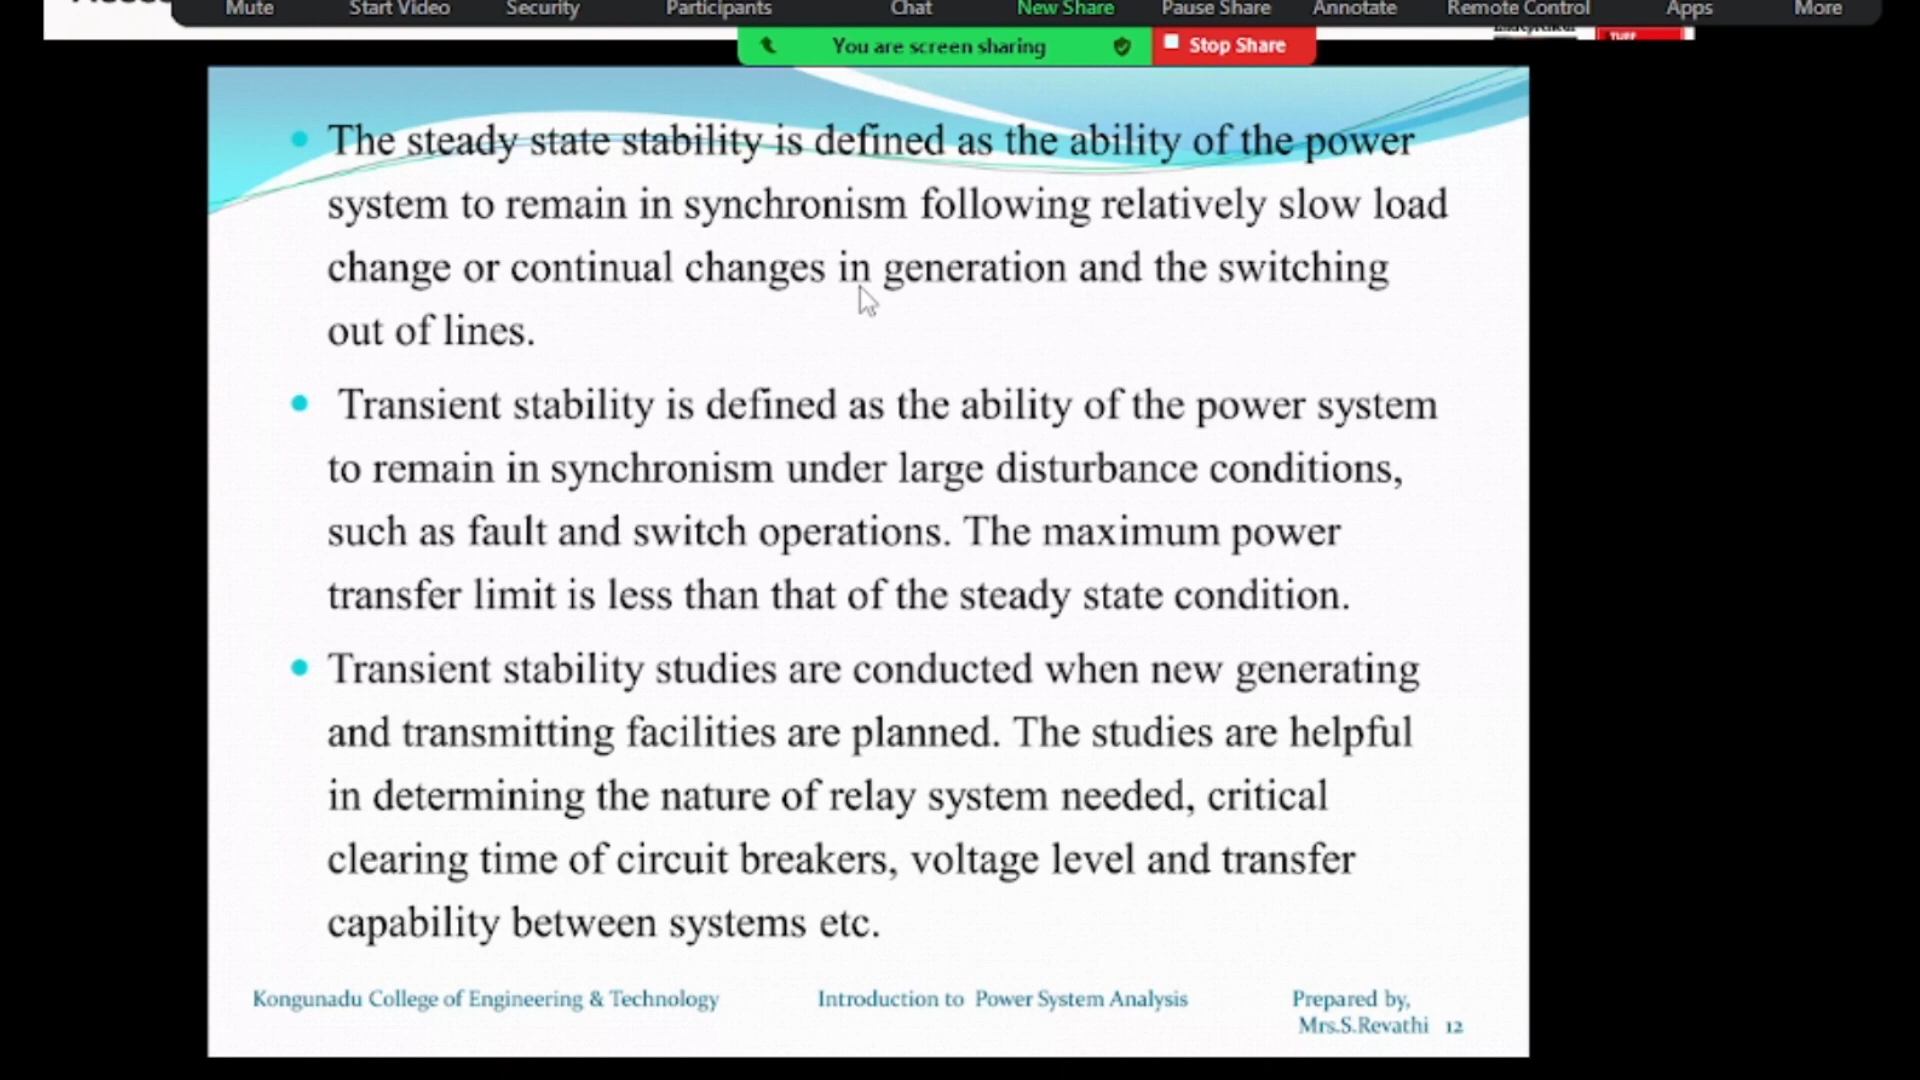 Mute Start Video Security Participants Chat New Share Pause Share Annotate Remote Control Apps More
You are screen sharing Stop Share
TUFF
The steady state stability is defined as the ability of the power
system to remain in synchronism following relatively slow load
change or continual changes in generation and the switching
out of lines.
Transient stability is defined as the ability of the power system
to remain in synchronism under large disturbance conditions,
such as fault and switch operations. The maximum power
transfer limit is less than that of the steady state condition.
Transient stability studies are conducted when new generating
and transmitting facilities are planned. The studies are helpful
in determining the nature of relay system needed, critical
clearing time of circuit breakers, voltage level and transfer
capability between systems etc.
Kongunadu College of Engineering & Technology Introduction to Power System Analysis Prepared by,
Mrs.S.Revathi 12